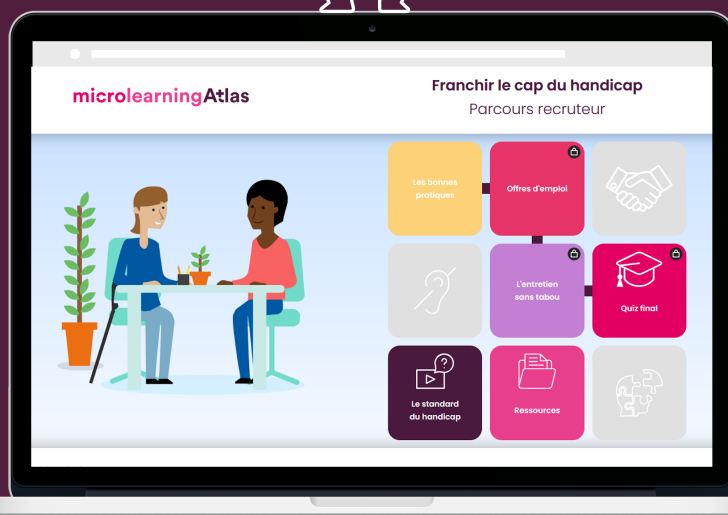 microlearningAtlas
Franchir le cap du handicap
Parcours recruteur
Les bonnes
pratiques
Offres d'emploi
L'entretien
sans tabou
Quiz final
Le standard
du handicap
Ressources